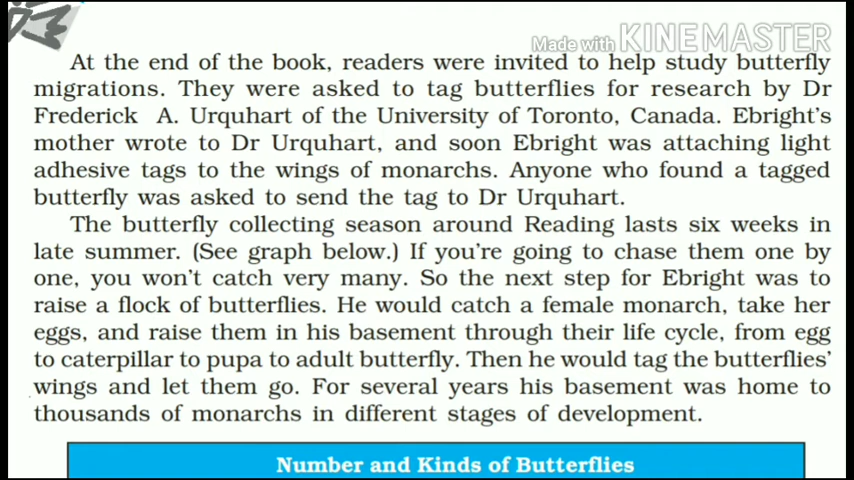 Made with KINEMASTER
At the end of the book, readers were invited to help study butterfly
migrations. They were asked to tag butterflies for research by Dr
Frederick A. Urquhart of the University of Toronto, Canada. Ebright's
mother wrote to Dr Urquhart, and soon Ebright was attaching light
adhesive tags to the wings of monarchs. Anyone who found a tagged
butterfly was asked to send the tag to Dr Urquhart.
The butterfly collecting season around Reading lasts six weeks in
late summer. (See graph below.) If you're going to chase them one by
one, you won't catch very many. So the next step for Ebright was to
raise a flock of butterflies. He would catch a female monarch, take her
eggs, and raise them in his basement through their life cycle, from egg
to caterpillar to pupa to adult butterfly. Then he would tag the butterflies'
wings and let them go. For several years his basement was home to
thousands of monarchs in different stages of development.
Number and Kinds of Butterflies